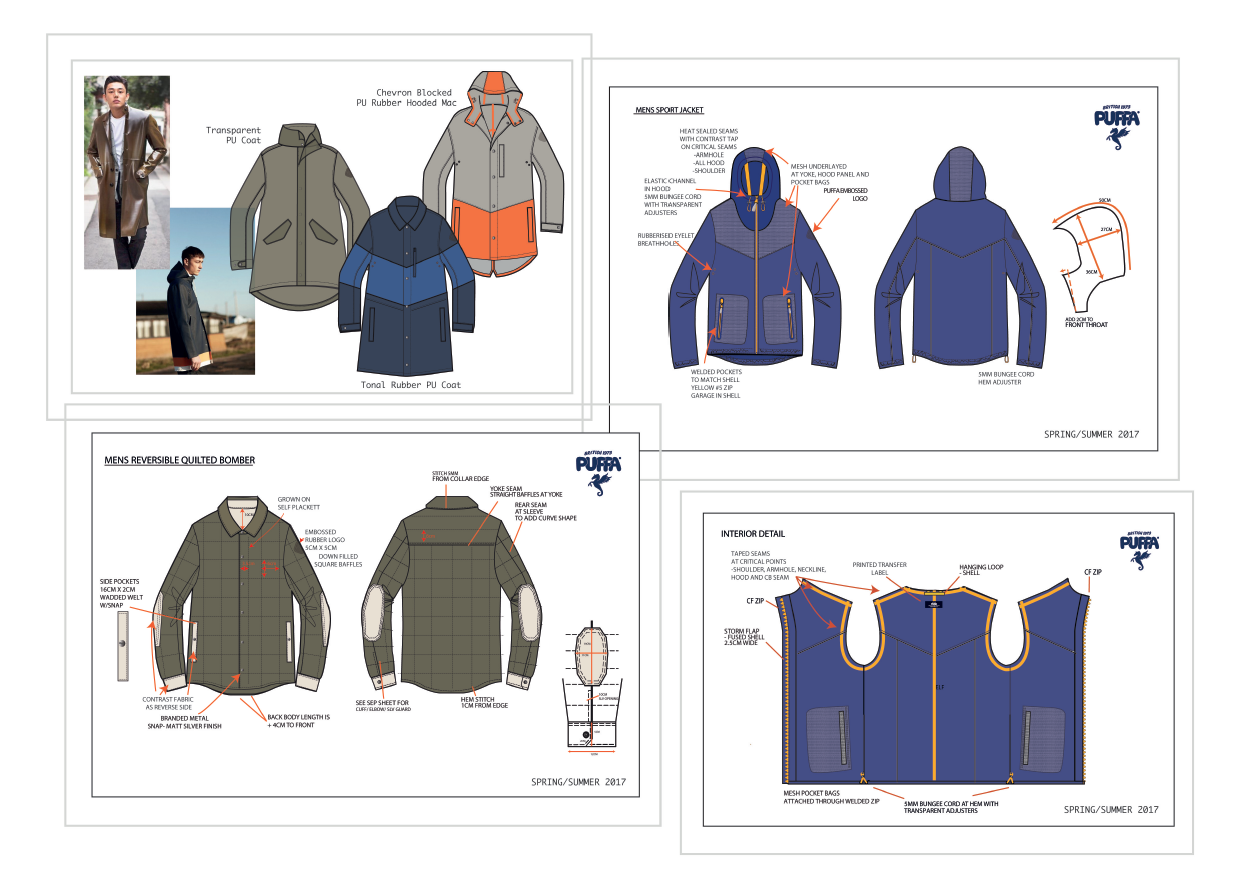 Chevron Blocked
PU Rubber Hooded Mac
Transparent
PU Coat
Tonal Rubber PU Coat
MENS SPORT JACKET
BRITISH 1973
PUFFA
HEAT SEALED SEAMS
WITH CONTRAST TAP
ON CRITICAL SEAMS
-ARMHOLE
-ALL HOOD
-SHOULDER
MESH UNDERLAYED
AT YOKE, HOOD PANEL AND
POCKET BAGS
ELASTIC CHANNEL
IN HOOD
5MM BUNGEE CORD
WITH TRANSPARENT
ADJUSTERS
PUFFA EMBOSSED
LOGO
RUBBERISEID EYELET
BREATHHOLES
50CM
27CM
36CM
ADD 2CM TO
FRONT THROAT
WELDED POCKETS
TO MATCH SHELL
YELLOW #5 ZIP
GARAGE IN SHELL
5MM BUNGEE CORD
HEM ADJUSTER
SPRING/SUMMER 2017
MENS REVERSIBLE QUILTED BOMBER
BRITISH 1973
PUFFA
STITCH 5MM
FROM COLLAR EDGE
YOKE SEAM
STRAIGHT BAFFLES AT YOKE
REAR SEAM
AT SLEEVE
TO ADD CURVE SHAPE
GROWN ON
SELF PLACKETT
EMBOSSED
RUBBER LOGO
5CM X 5CM
DOWN FILLED
SQUARE BAFFLES
SIDE POCKETS
16CM X 2CM
WADDED WELT
W/SNAP
CONTRAST FABRIC
AS REVERSE SIDE
BRANDED METAL
SNAP- MATT SILVER FINISH
BACK BODY LENGTH IS
+ 4CM TO FRONT
SEE SEP SHEET FOR
CUFF/ ELBOW/ SLV GUARD
HEM STITCH
1CM FROM EDGE
SPRING/SUMMER 2017
INTERIOR DETAIL
BRITISH 1973
PUFFA
TAPED SEAMS
AT CRITICAL POINTS
-SHOULDER, ARMHOLE, NECKLINE,
HOOD AND CB SEAM
PRINTED TRANSFER
LABEL
HANGING LOOP
- SHELL
CF ZIP
CF ZIP
STORM FLAP
- FUSED SHELL
2.5CM WIDE
MESH POCKET BAGS
ATTACHED THROUGH WELDED ZIP
5MM BUNGEE CORD AT HEM WITH
TRANSPARENT ADJUSTERS
SPRING/SUMMER 2017